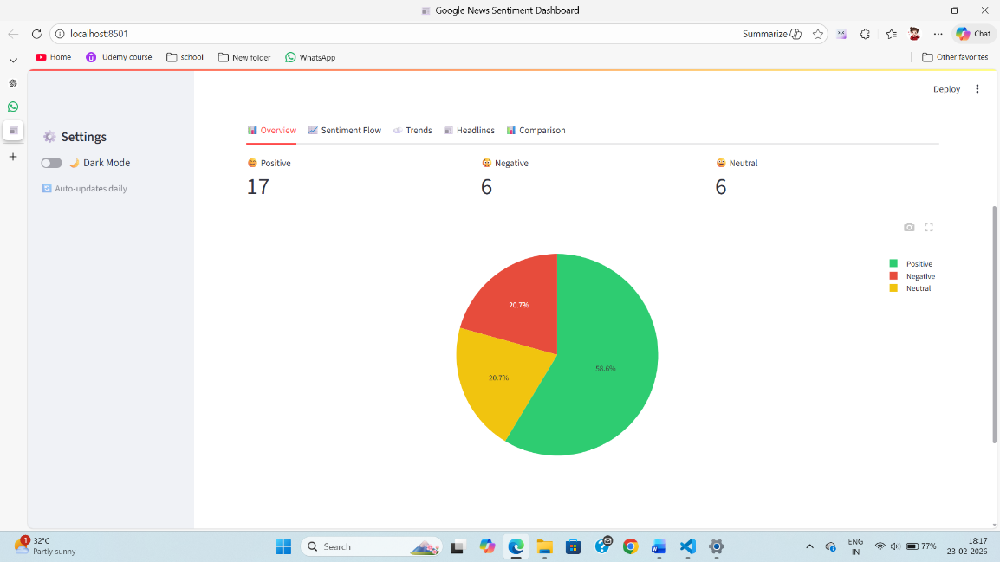 Google News Sentiment Dashboard
localhost:8501
Summarize
Chat
Home
Udemy course
school
New folder
WhatsApp
Other favorites
Deploy
Settings
Dark Mode
Auto-updates daily
Overview
Sentiment Flow
Trends
Headlines
Comparison
Positive
Negative
Neutral
17
6
6
Positive
Negative
Neutral
20.7%
58.6%
20.7%
1
32°C
Partly sunny
Search
ENG
IN
77%
18:17
23-02-2026